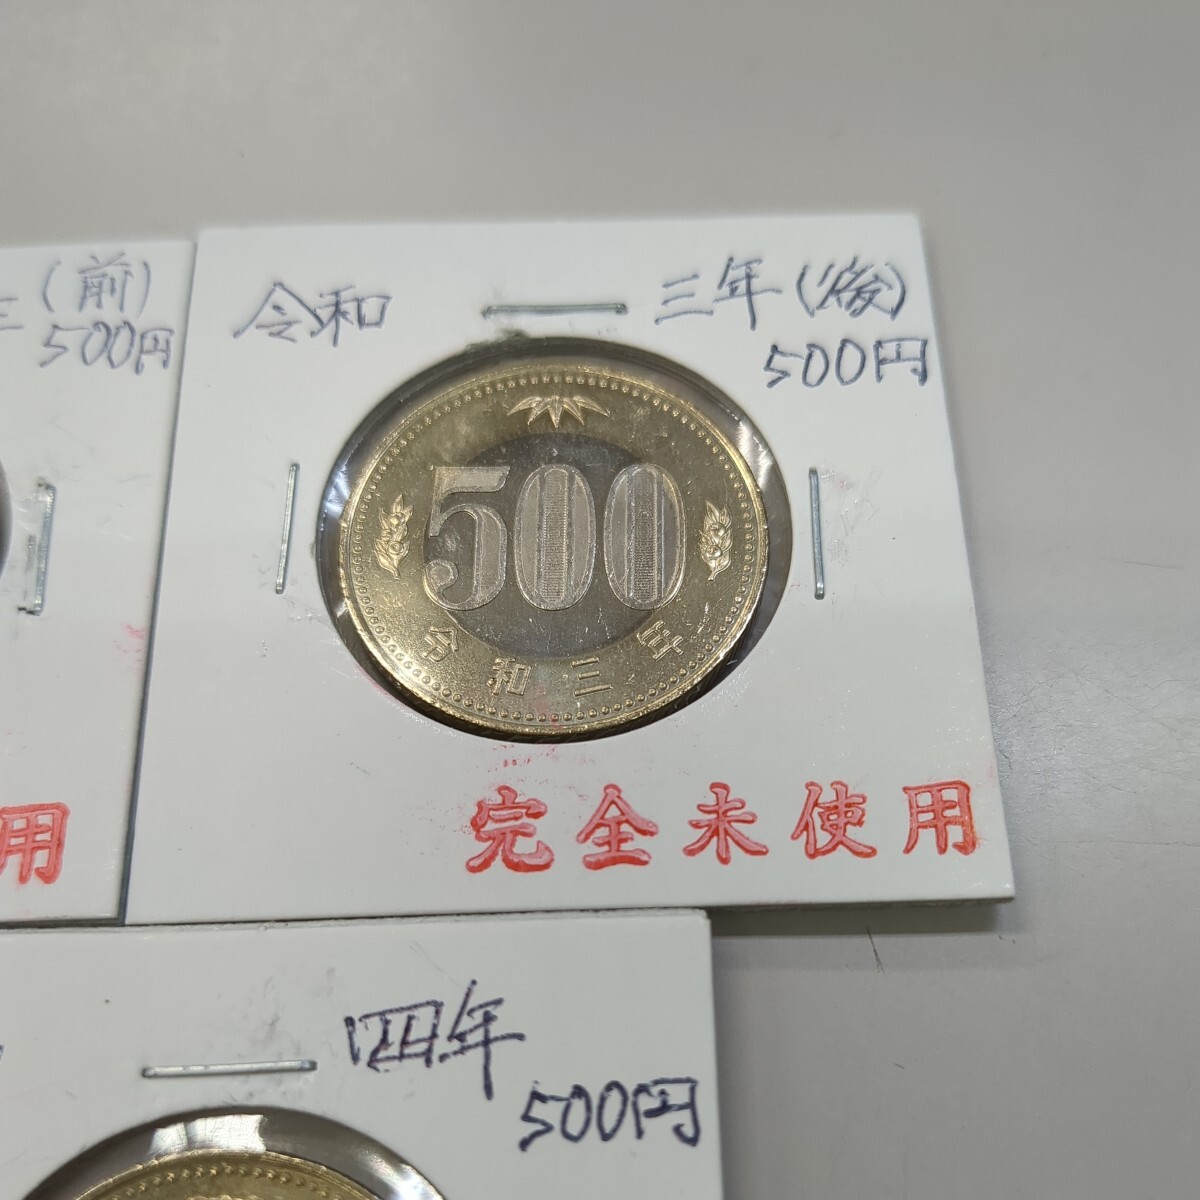 (前)
500円
用
令和 三年(後)
500円
500
令和三年
完全未使用
四年
500円